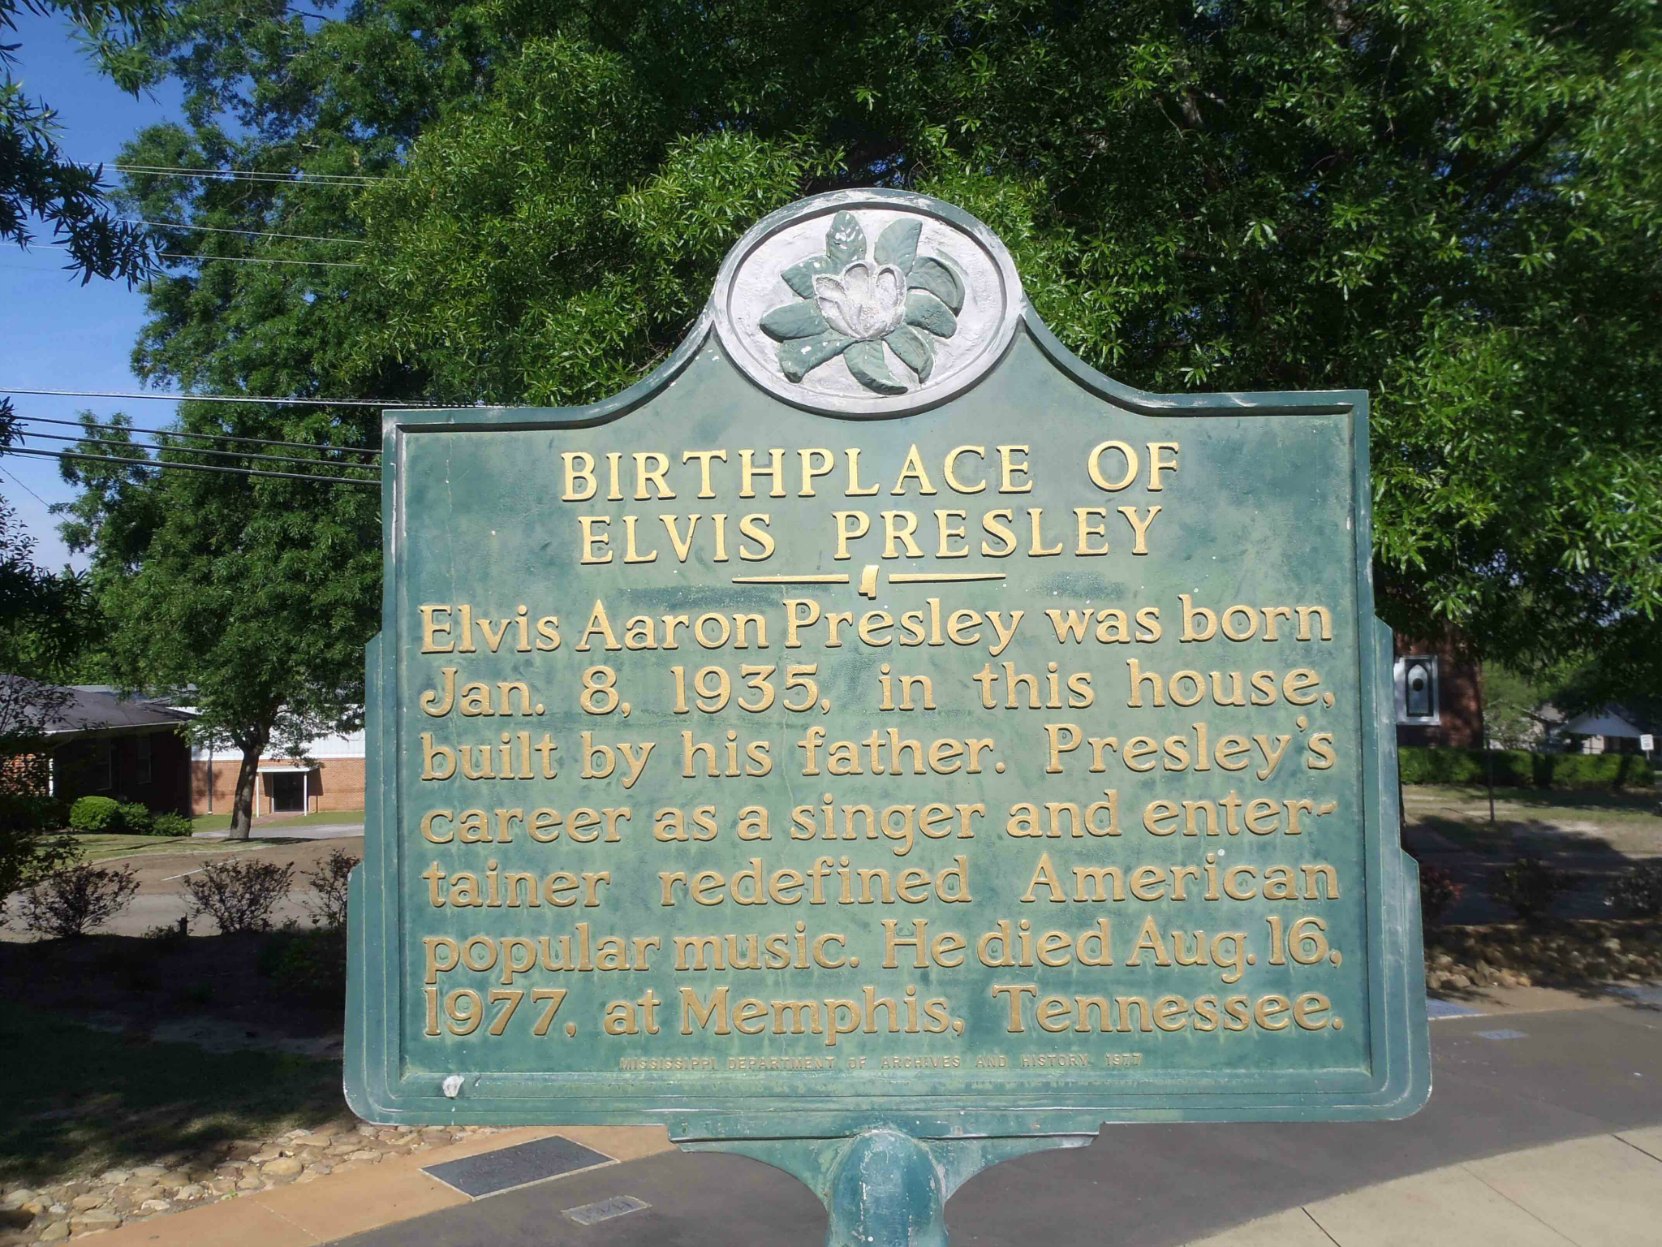 BIRTHPLACE OF
ELVIS PRESLEY
Elvis Aaron Presley was born
Jan. 8, 1935, in this house,
built by his father. Presley's
career as a singer and enter-
tainer redefined American
popular music. He died Aug. 16,
1977, at Memphis, Tennessee.
MISSISSIPPI DEPARTMENT OF ARCHIVES AND HISTORY 1977